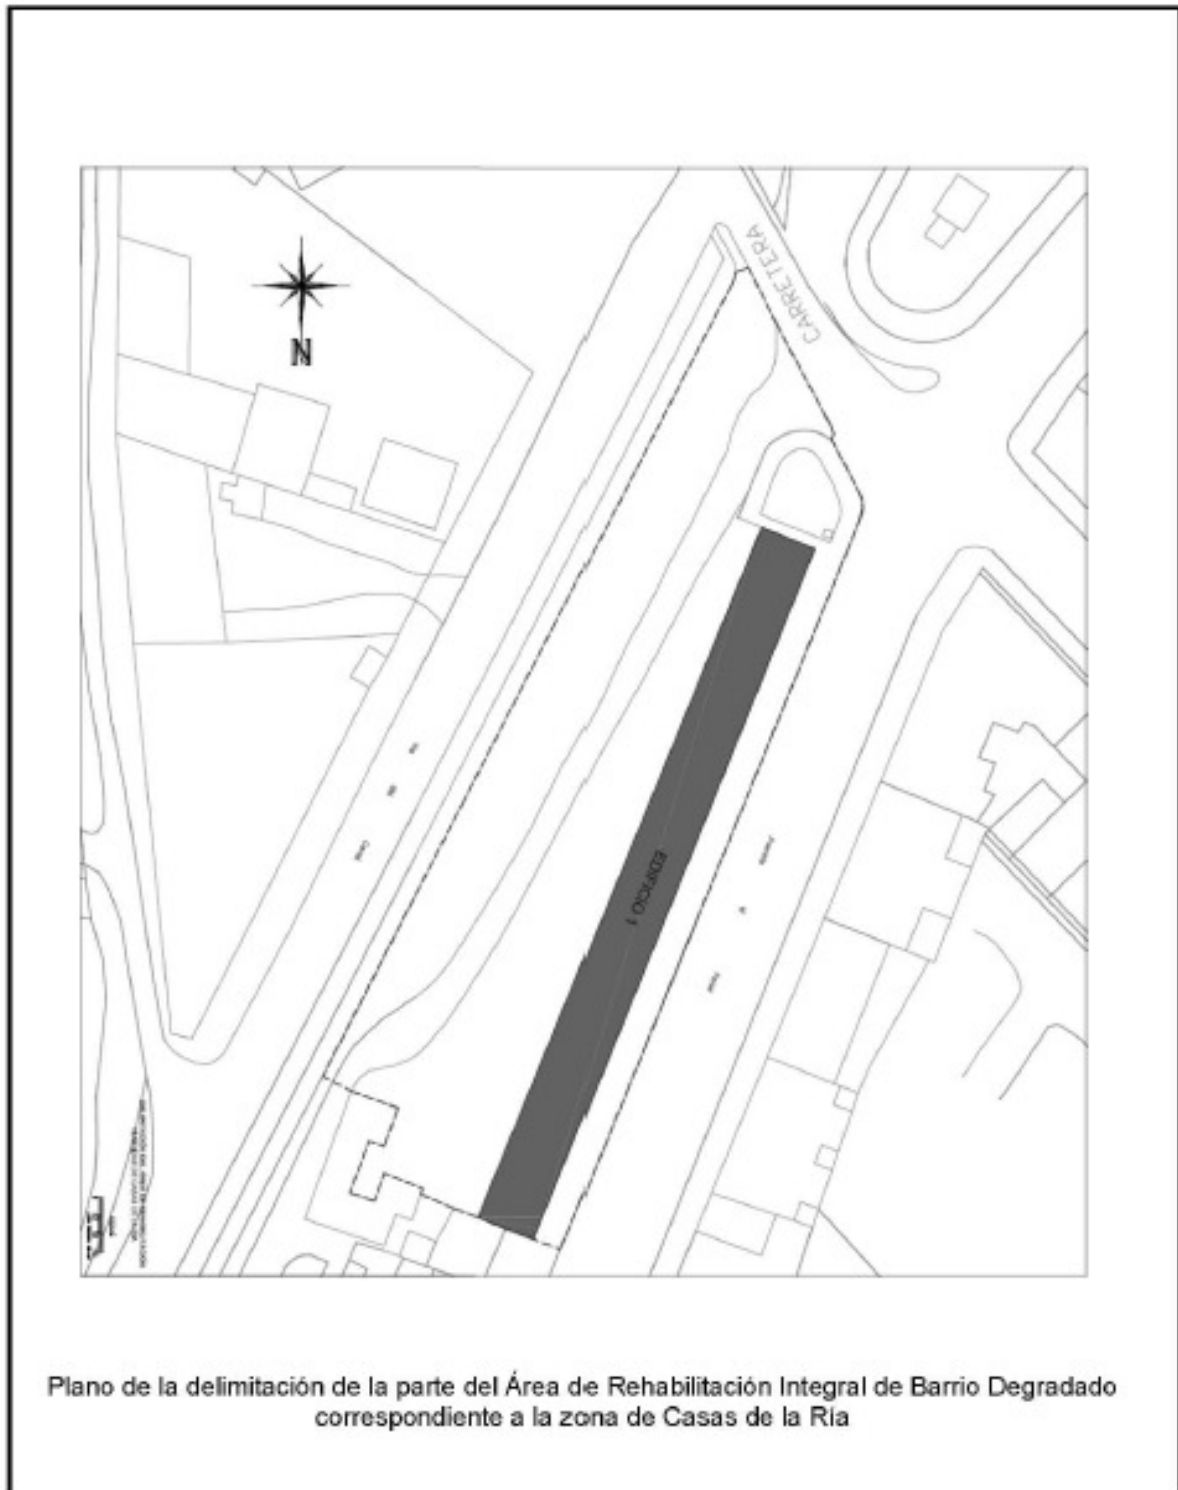 CARRETERA
N
EDIFICIO 1
Plano de la delimitación de la parte del Área de Rehabilitación Integral de Barrio Degradado
correspondiente a la zona de Casas de la Ría